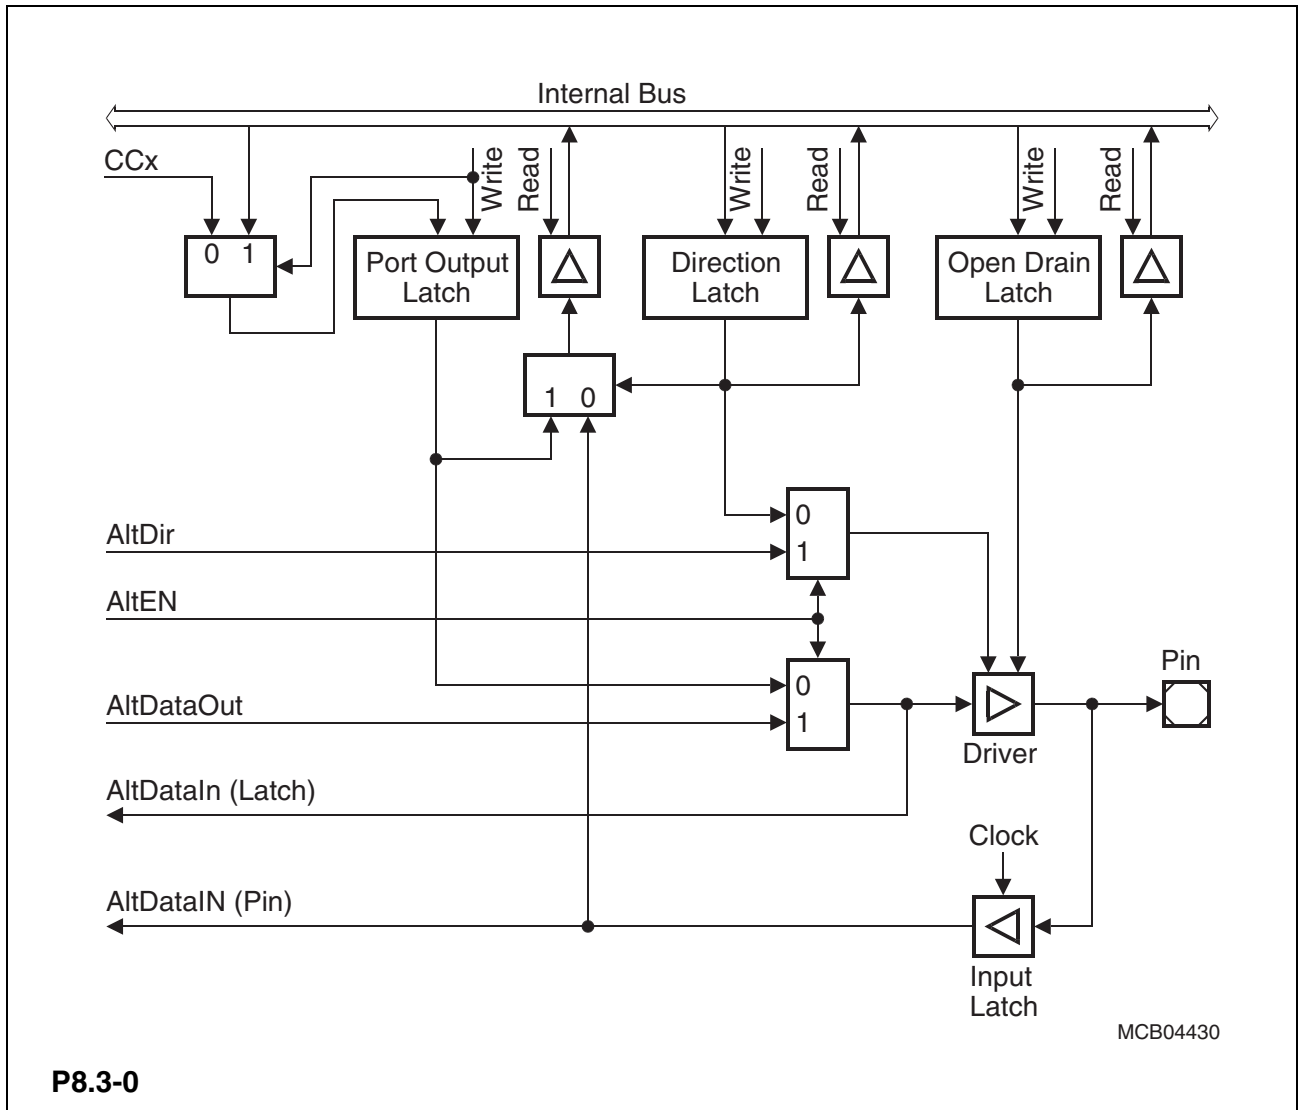 Internal Bus
CCx
Write
Read
Write
Read
Write
Read
0 1
Port Output
Latch
Direction
Latch
Open Drain
Latch
1 0
0
1
AltDir
AltEN
0
1
AltDataOut
Pin
Driver
AltDataIn (Latch)
Clock
AltDataIN (Pin)
Input
Latch
MCB04430
P8.3-0